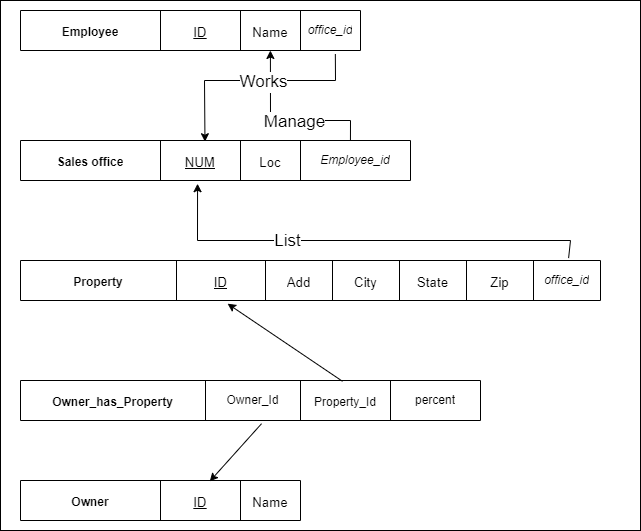 Employee ID Name office_id
Works
Manage
Sales office NUM Loc Employee_id
List
Property ID Add City State Zip office_id
Owner_has_Property Owner_Id Property_Id percent
Owner ID Name